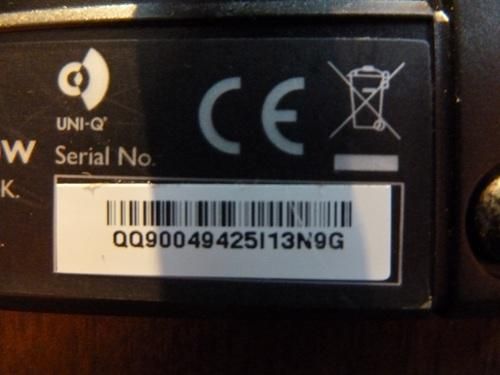 UNI-Q®
CE
W
Serial No.
K.
QQ90049425I13N9G